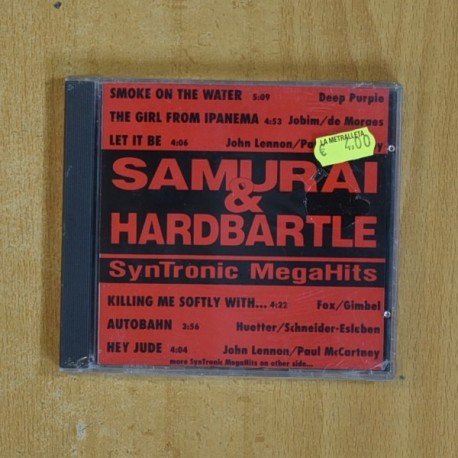 SMOKE ON THE WATER 5:09 Deep Purple
THE GIRL FROM IPANEMA 4:53 Jobim/de Moraes
LA METRALLETA
€ 4,00
LET IT BE 4:06 John Lennon/Pau
SAMURAI
&
HARDBARTLE
SynTronic MegaHits
KILLING ME SOFTLY WITH... 4:22 Fox/Gimbel
AUTOBAHN 3:56 Huetter/Schneider-Esleben
HEY JUDE 4:04 John Lennon/Paul McCartney
more SynTronic MegaHits on other side...